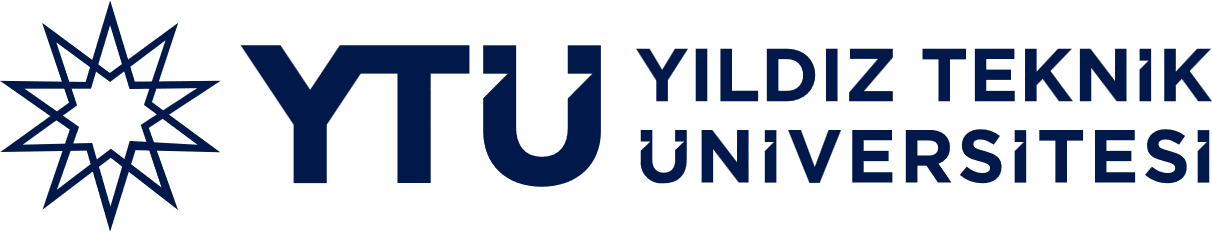 YTÜ
YILDIZ TEKNİK
ÜNİVERSİTESİ